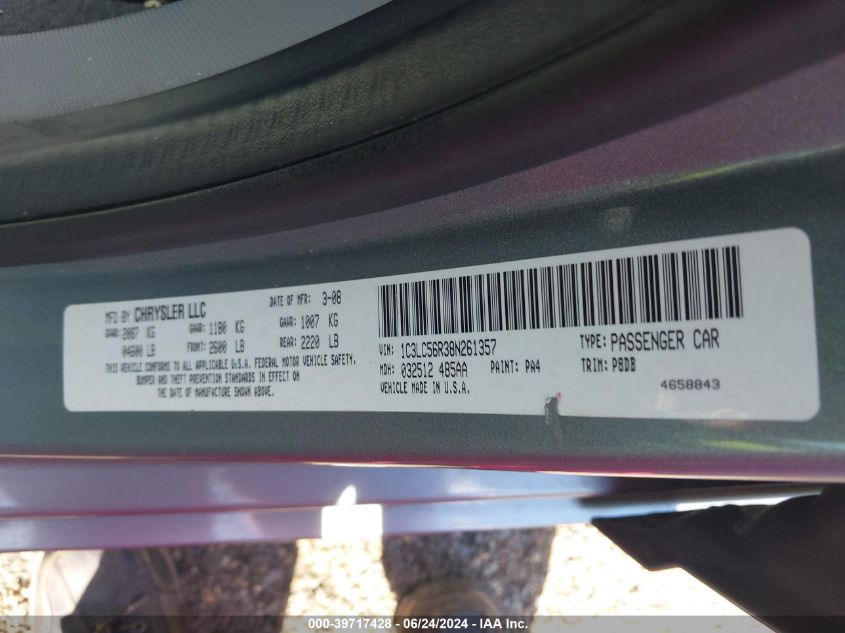 MFD BY CHRYSLER LLC DATE OF MFR: 3-08
GVWR: 2087 KG GAWR: 1180 KG GAWR: 1007 KG
04600 LB FRONT: 2600 LB REAR: 2220 LB
THIS VEHICLE CONFORMS TO ALL APPLICABLE U.S.A. FEDERAL MOTOR VEHICLE SAFETY,
BUMPER AND THEFT PREVENTION STANDARDS IN EFFECT ON
THE DATE OF MANUFACTURE SHOWN ABOVE.
VIN: 1C3LC56R38N261357 TYPE: PASSENGER CAR
MDH: 032512 485AA PAINT: PA4 TRIM: P8DB
VEHICLE MADE IN U.S.A. 4658843
000-39717428 - 06/24/2024 - IAA Inc.